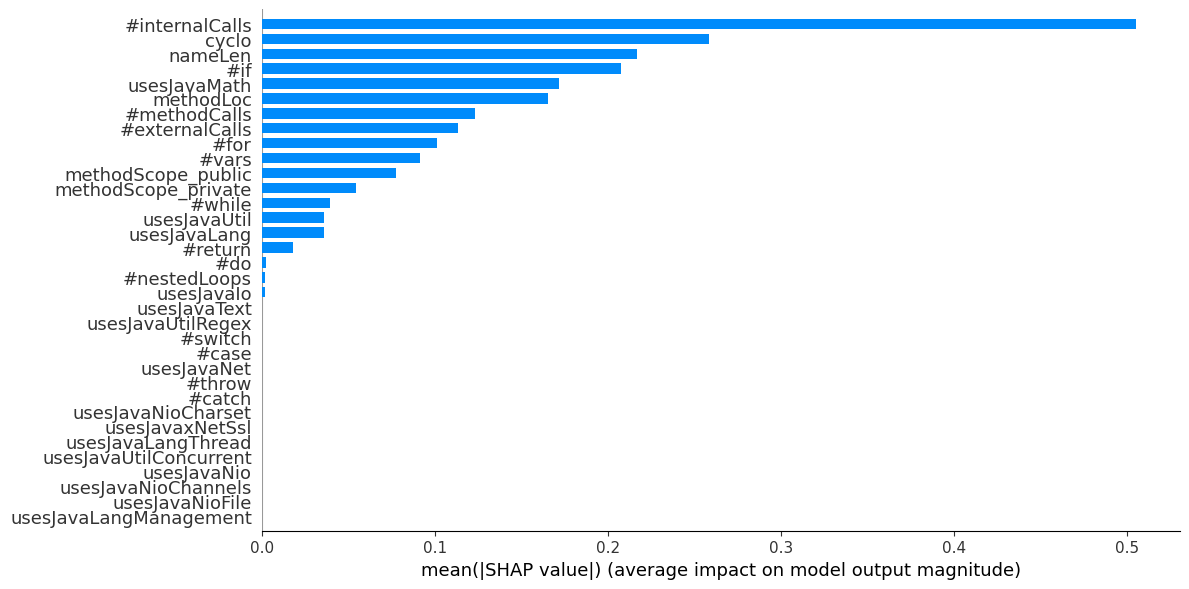 #internalCalls
cyclo
nameLen
#if
usesJavaMath
methodLoc
#methodCalls
#externalCalls
#for
#vars
methodScope_public
methodScope_private
#while
usesJavaUtil
usesJavaLang
#return
#do
#nestedLoops
usesJavaIo
usesJavaText
usesJavaUtilRegex
#switch
#case
usesJavaNet
#throw
#catch
usesJavaNioCharset
usesJavaxNetSsl
usesJavaLangThread
usesJavaUtilConcurrent
usesJavaNio
usesJavaNioChannels
usesJavaNioFile
usesJavaLangManagement
0.0 0.1 0.2 0.3 0.4 0.5
mean(|SHAP value|) (average impact on model output magnitude)